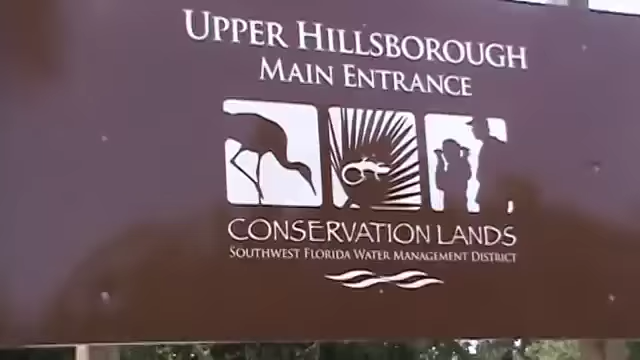 UPPER HILLSBOROUGH
MAIN ENTRANCE
CONSERVATION LANDS
SOUTHWEST FLORIDA WATER MANAGEMENT DISTRICT